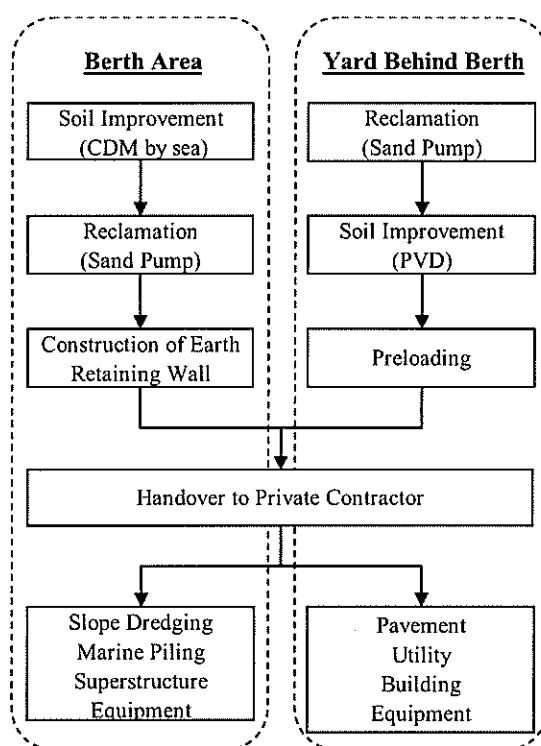 Berth Area
Soil Improvement
(CDM by sea)
Reclamation
(Sand Pump)
Construction of Earth
Retaining Wall
Yard Behind Berth
Reclamation
(Sand Pump)
Soil Improvement
(PVD)
Preloading
Handover to Private Contractor
Slope Dredging
Marine Piling
Superstructure
Equipment
Pavement
Utility
Building
Equipment